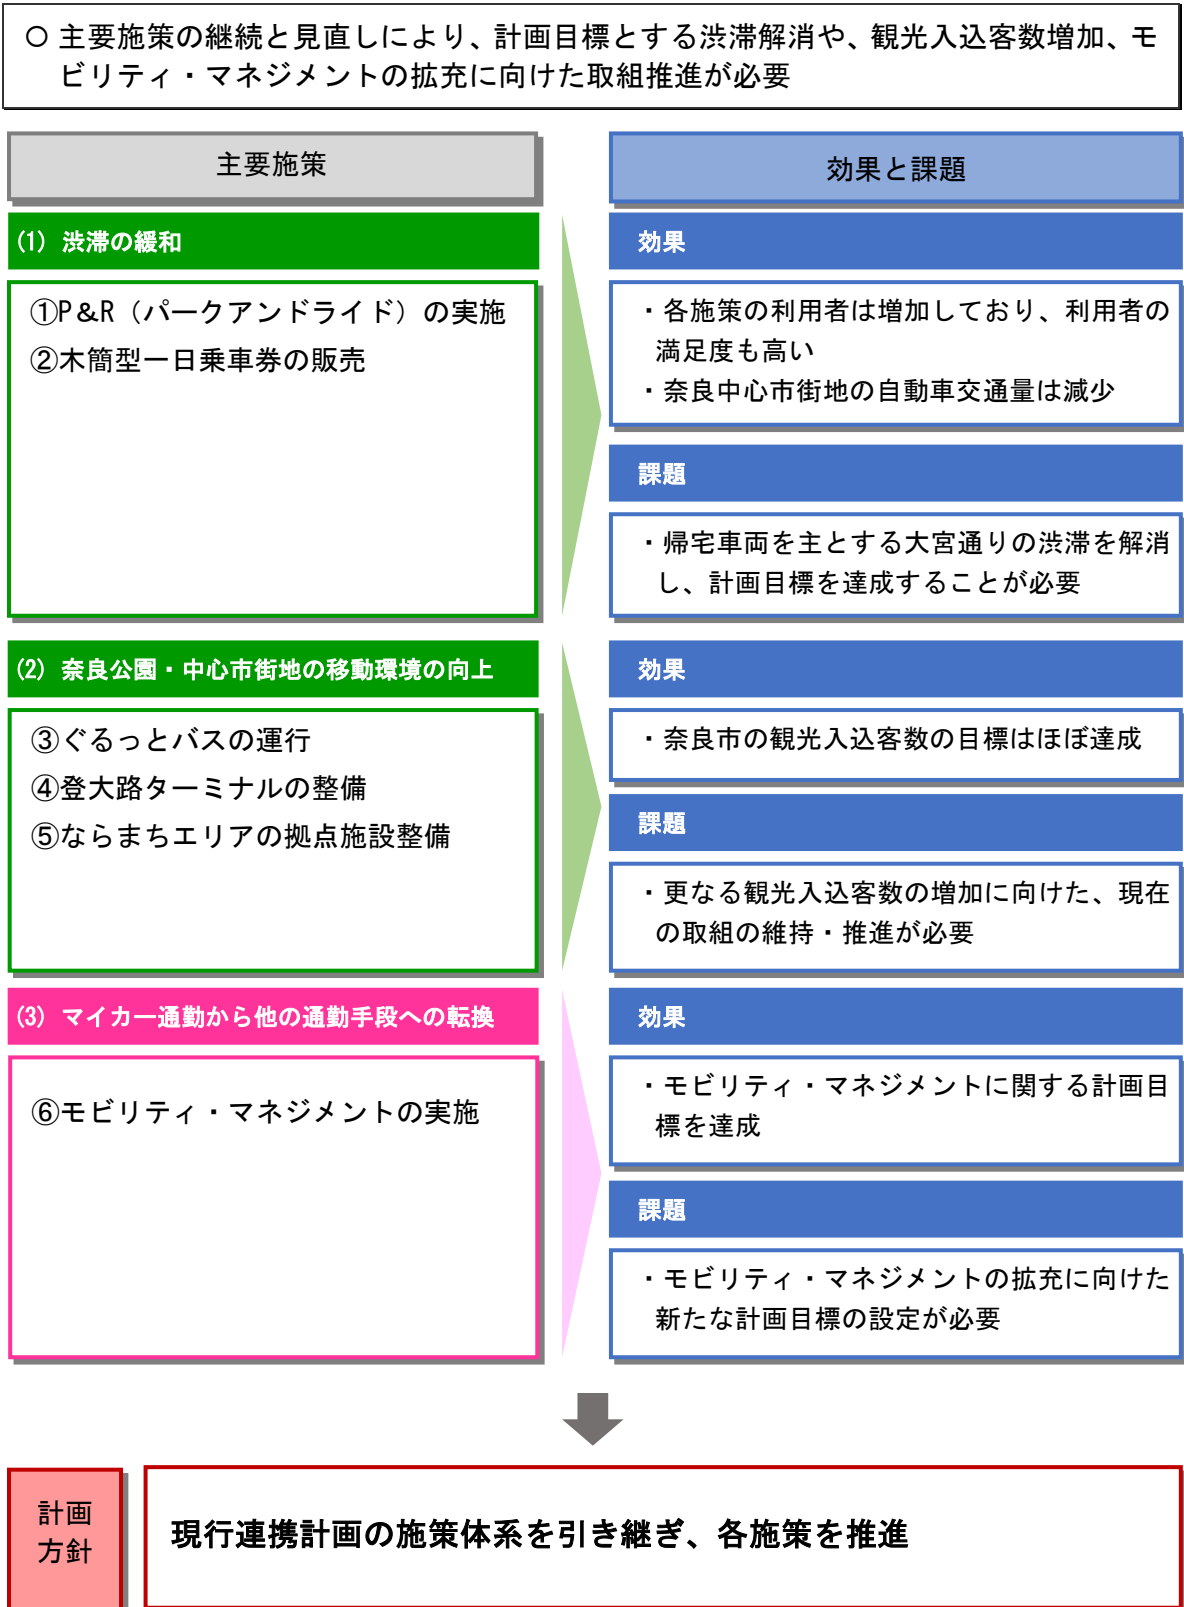 ○ 主要施策の継続と見直しにより、計画目標とする渋滞解消や、観光入込客数増加、モ
ビリティ・マネジメントの拡充に向けた取組推進が必要
主要施策
効果と課題
(1) 渋滞の緩和
①P&R（パークアンドライド）の実施
②木簡型一日乗車券の販売
効果
・各施策の利用者は増加しており、利用者の
満足度も高い
・奈良中心市街地の自動車交通量は減少
課題
・帰宅車両を主とする大宮通りの渋滞を解消
し、計画目標を達成することが必要
(2) 奈良公園・中心市街地の移動環境の向上
③ぐるっとバスの運行
④登大路ターミナルの整備
⑤ならまちエリアの拠点施設整備
効果
・奈良市の観光入込客数の目標はほぼ達成
課題
・更なる観光入込客数の増加に向けた、現在
の取組の維持・推進が必要
(3) マイカー通勤から他の通勤手段への転換
⑥モビリティ・マネジメントの実施
効果
・モビリティ・マネジメントに関する計画目
標を達成
課題
・モビリティ・マネジメントの拡充に向けた
新たな計画目標の設定が必要
計画
方針
現行連携計画の施策体系を引き継ぎ、各施策を推進